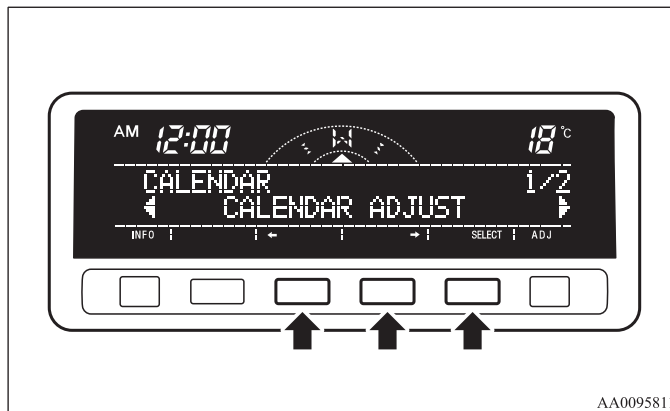 AM 12:00 18 °C
CALENDAR 1/2
CALENDAR ADJUST
INFO ← → SELECT ADJ
AA009581